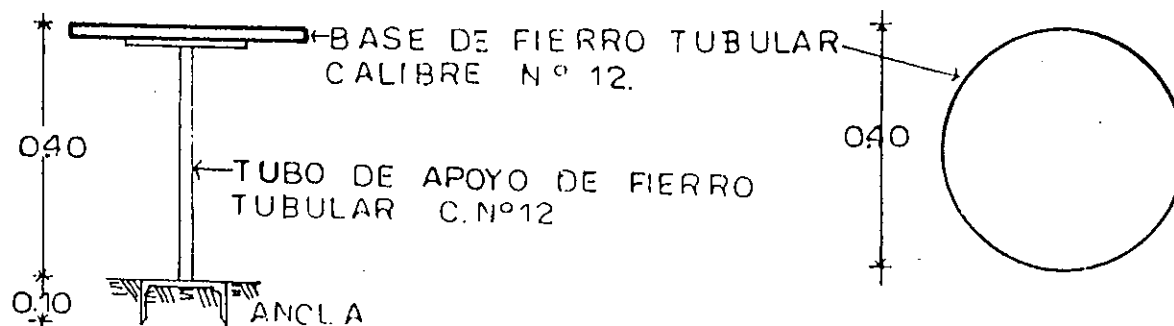 BASE DE FIERRO TUBULAR
CALIBRE Nº 12.
0.40
0.40
TUBO DE APOYO DE FIERRO
TUBULAR C. Nº12
0.10
ANCLA